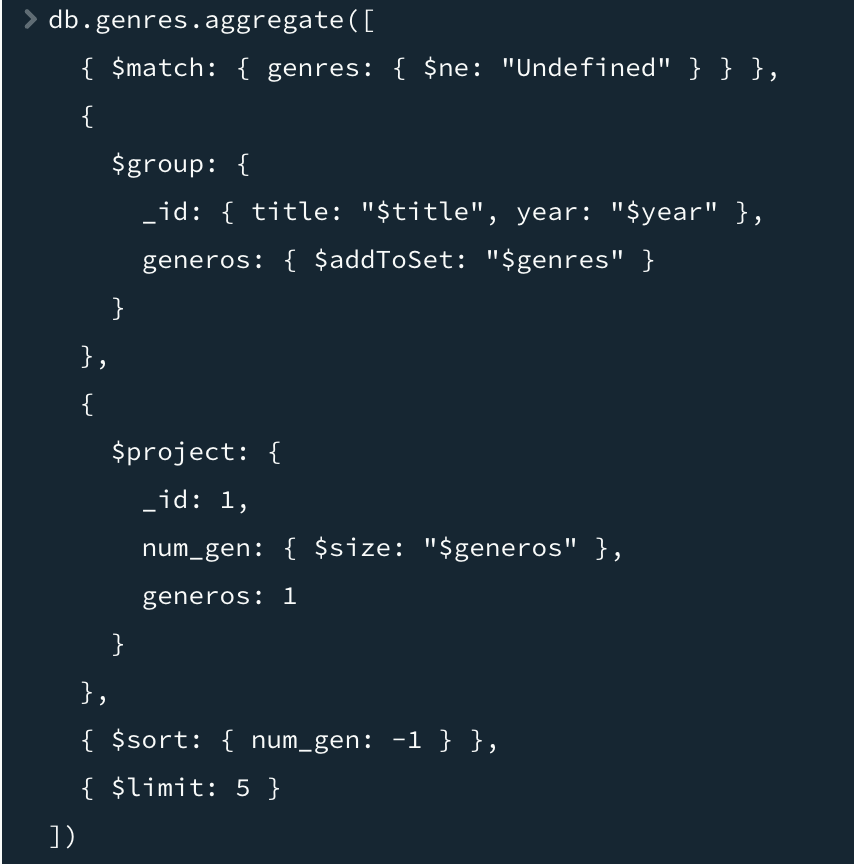 db.genres.aggregate([
{ $match: { genres: { $ne: "Undefined" } } },
{
$group: {
_id: { title: "$title", year: "$year" },
generos: { $addToSet: "$genres" }
}
},
{
$project: {
_id: 1,
num_gen: { $size: "$generos" },
generos: 1
}
},
{ $sort: { num_gen: -1 } },
{ $limit: 5 }
])